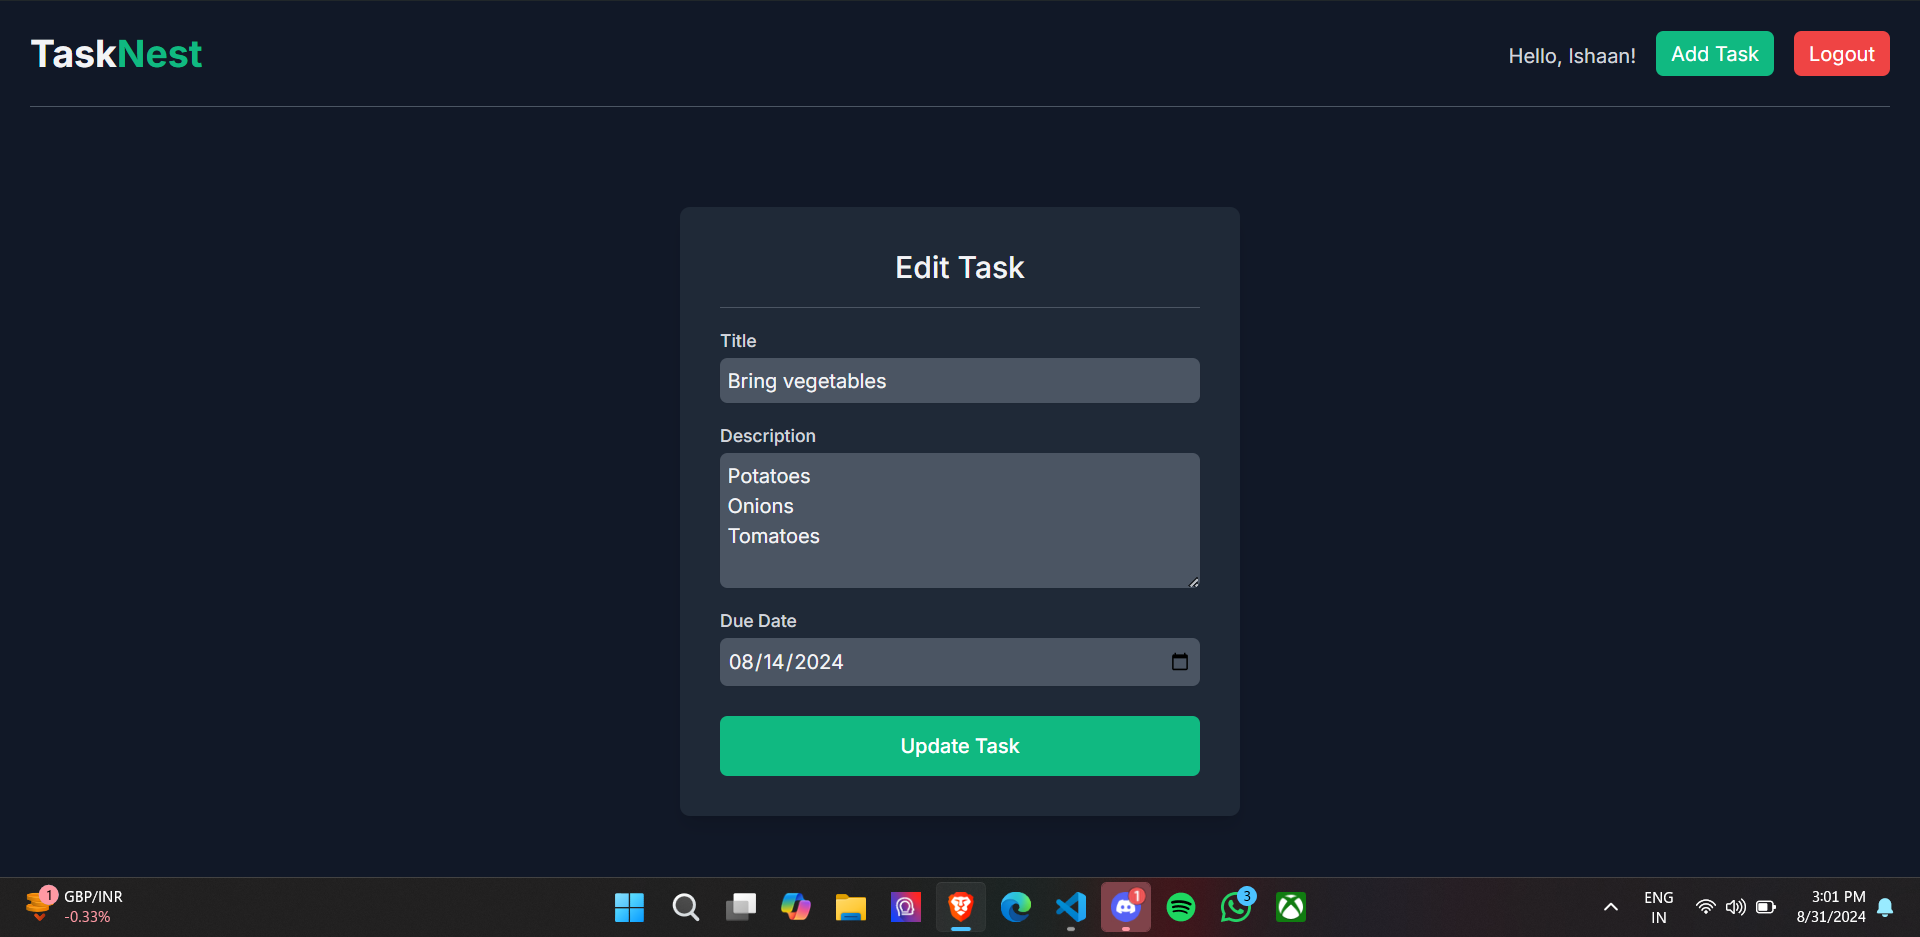 TaskNest
Hello, Ishaan!
Add Task
Logout
Edit Task
Title
Bring vegetables
Description
Potatoes
Onions
Tomatoes
Due Date
08/14/2024
Update Task
1
GBP/INR
-0.33%
1
3
ENG
IN
3:01 PM
8/31/2024